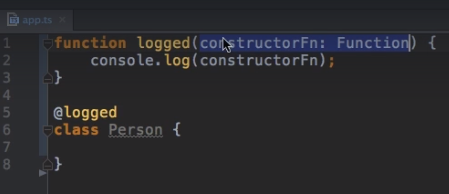 app.ts
1 function logged(constructorFn: Function) {
2     console.log(constructorFn);
3 }
4
5 @logged
6 class Person {
7
8 }